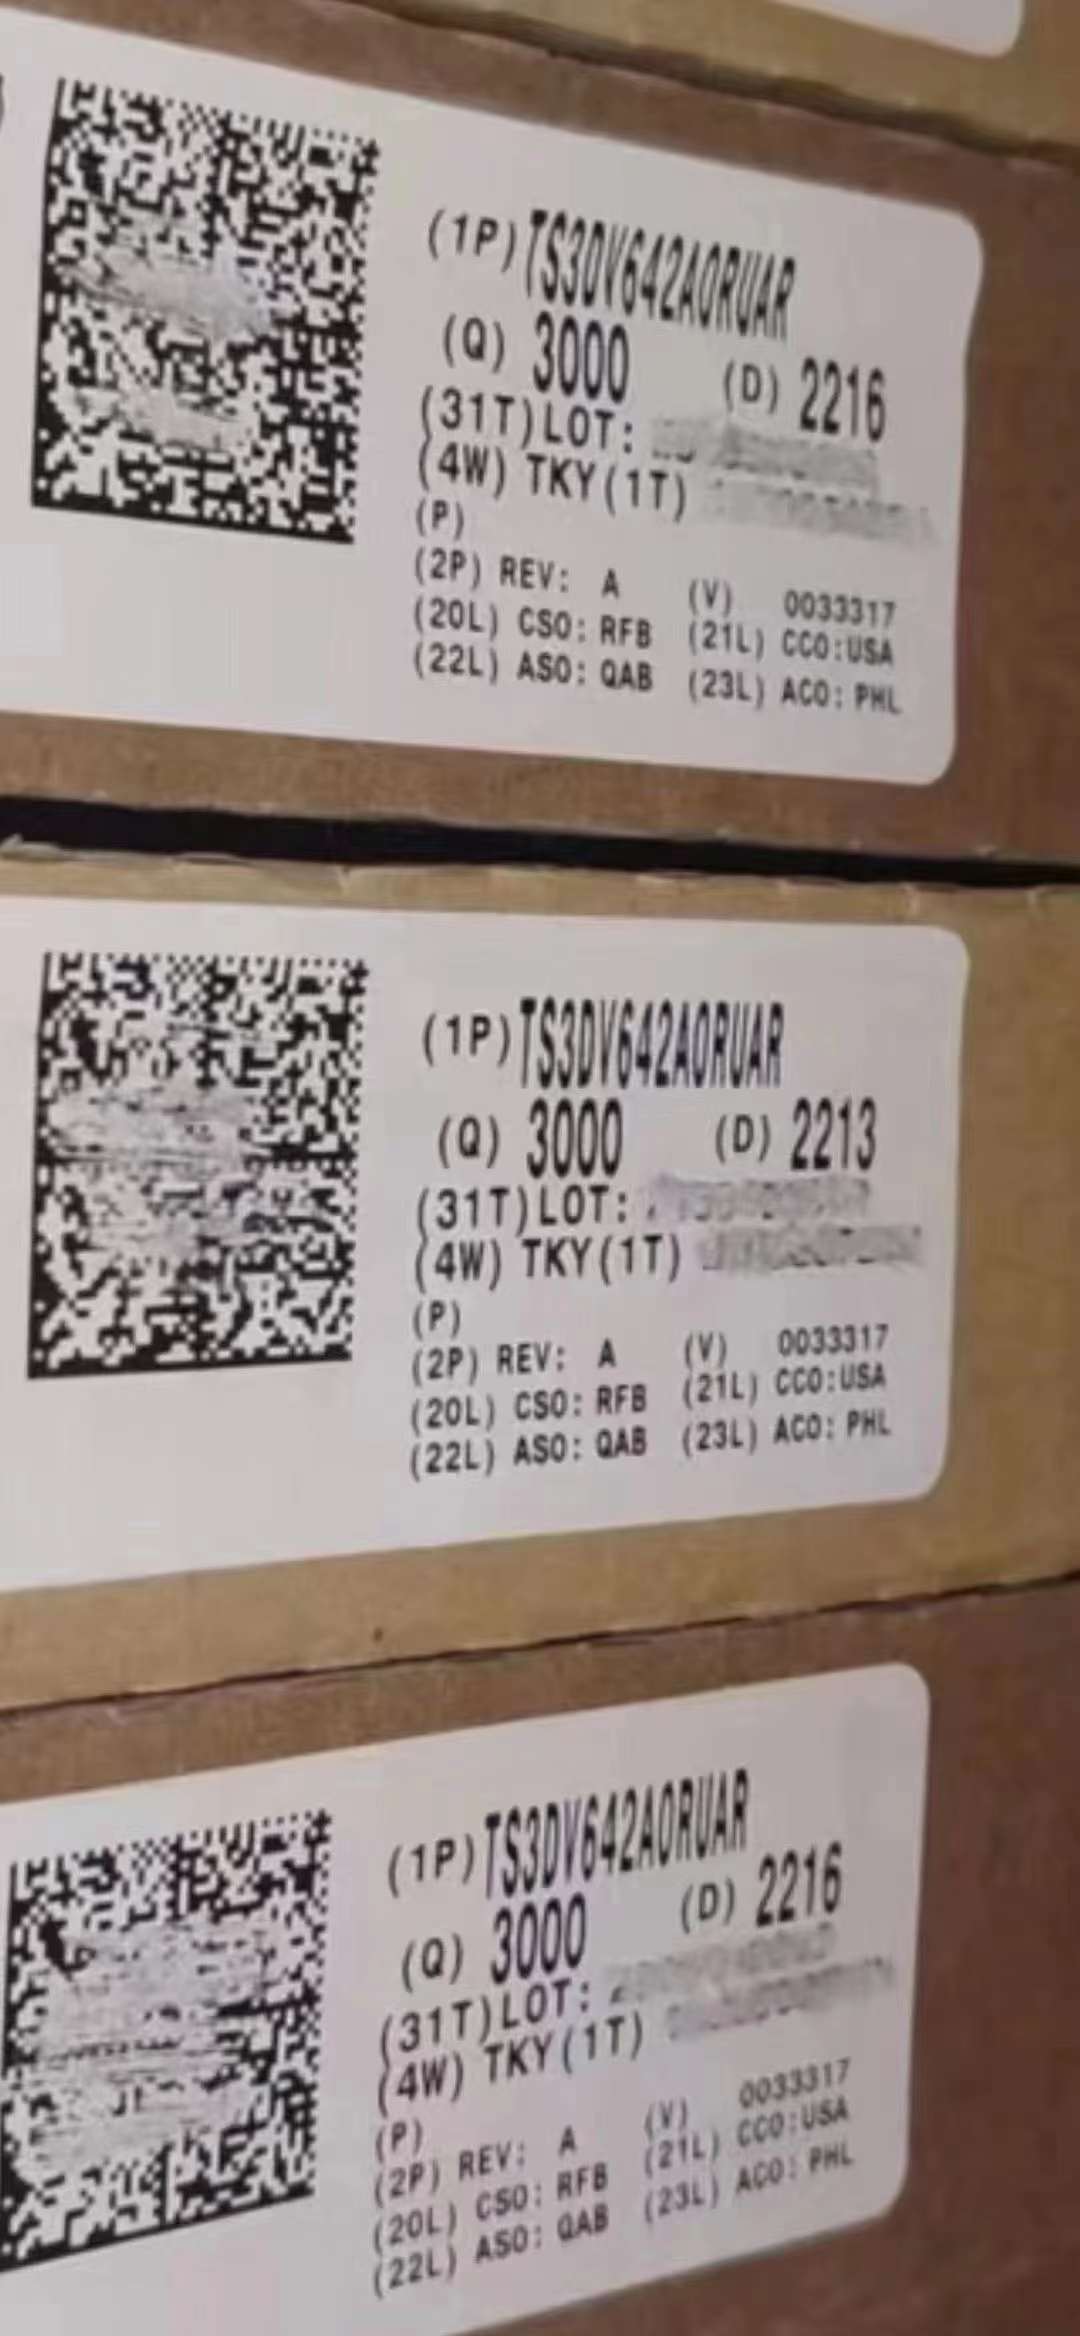 (1P) TS3DV642A0RUAR
(Q) 3000 (D) 2216
(31T) LOT:
(4W) TKY (1T)
(P)
(2P) REV: A (V) 0033317
(20L) CSO: RFB (21L) CCO:USA
(22L) ASO: QAB (23L) ACO: PHL
(1P) TS3DV642A0RUAR
(Q) 3000 (D) 2213
(31T) LOT:
(4W) TKY (1T)
(P)
(2P) REV: A (V) 0033317
(20L) CSO: RFB (21L) CCO:USA
(22L) ASO: QAB (23L) ACO: PHL
(1P) TS3DV642A0RUAR
(Q) 3000 (D) 2216
(31T) LOT:
(4W) TKY (1T)
(P)
(2P) REV: A (V) 0033317
(20L) CSO: RFB (21L) CCO:USA
(22L) ASO: QAB (23L) ACO: PHL